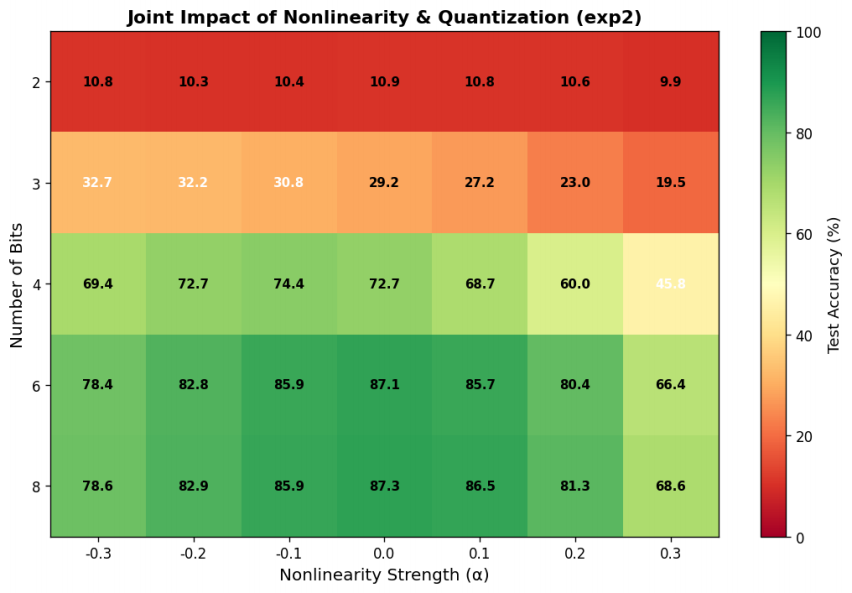 Joint Impact of Nonlinearity & Quantization (exp2)
Number of Bits
2 10.8 10.3 10.4 10.9 10.8 10.6 9.9
3 32.7 32.2 30.8 29.2 27.2 23.0 19.5
4 69.4 72.7 74.4 72.7 68.7 60.0 45.8
6 78.4 82.8 85.9 87.1 85.7 80.4 66.4
8 78.6 82.9 85.9 87.3 86.5 81.3 68.6
-0.3 -0.2 -0.1 0.0 0.1 0.2 0.3
Nonlinearity Strength (α)
100
80
60
40
20
0
Test Accuracy (%)